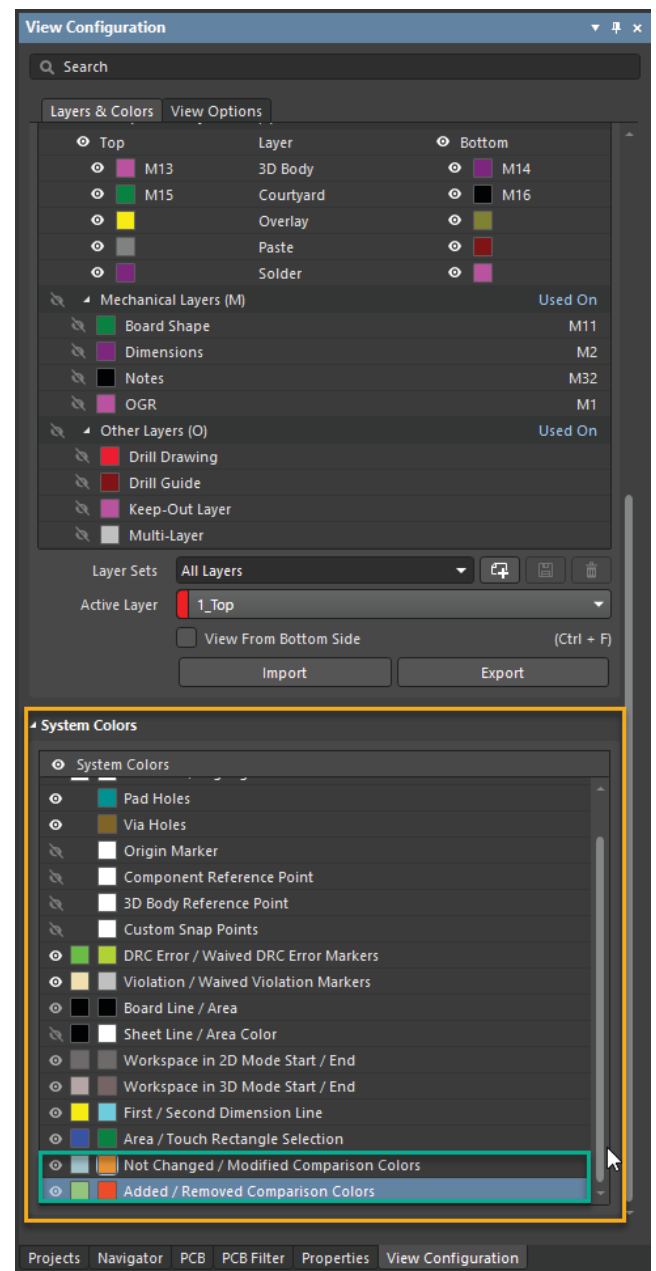 View Configuration
Search
Layers & Colors View Options
Top Layer Bottom
M13 3D Body M14
M15 Courtyard M16
Overlay
Paste
Solder
Mechanical Layers (M) Used On
Board Shape M11
Dimensions M2
Notes M32
OGR M1
Other Layers (O) Used On
Drill Drawing
Drill Guide
Keep-Out Layer
Multi-Layer
Layer Sets All Layers
Active Layer 1_Top
View From Bottom Side (Ctrl + F)
Import Export
System Colors
System Colors
Pad Holes
Via Holes
Origin Marker
Component Reference Point
3D Body Reference Point
Custom Snap Points
DRC Error / Waived DRC Error Markers
Violation / Waived Violation Markers
Board Line / Area
Sheet Line / Area Color
Workspace in 2D Mode Start / End
Workspace in 3D Mode Start / End
First / Second Dimension Line
Area / Touch Rectangle Selection
Not Changed / Modified Comparison Colors
Added / Removed Comparison Colors
Projects Navigator PCB PCB Filter Properties View Configuration